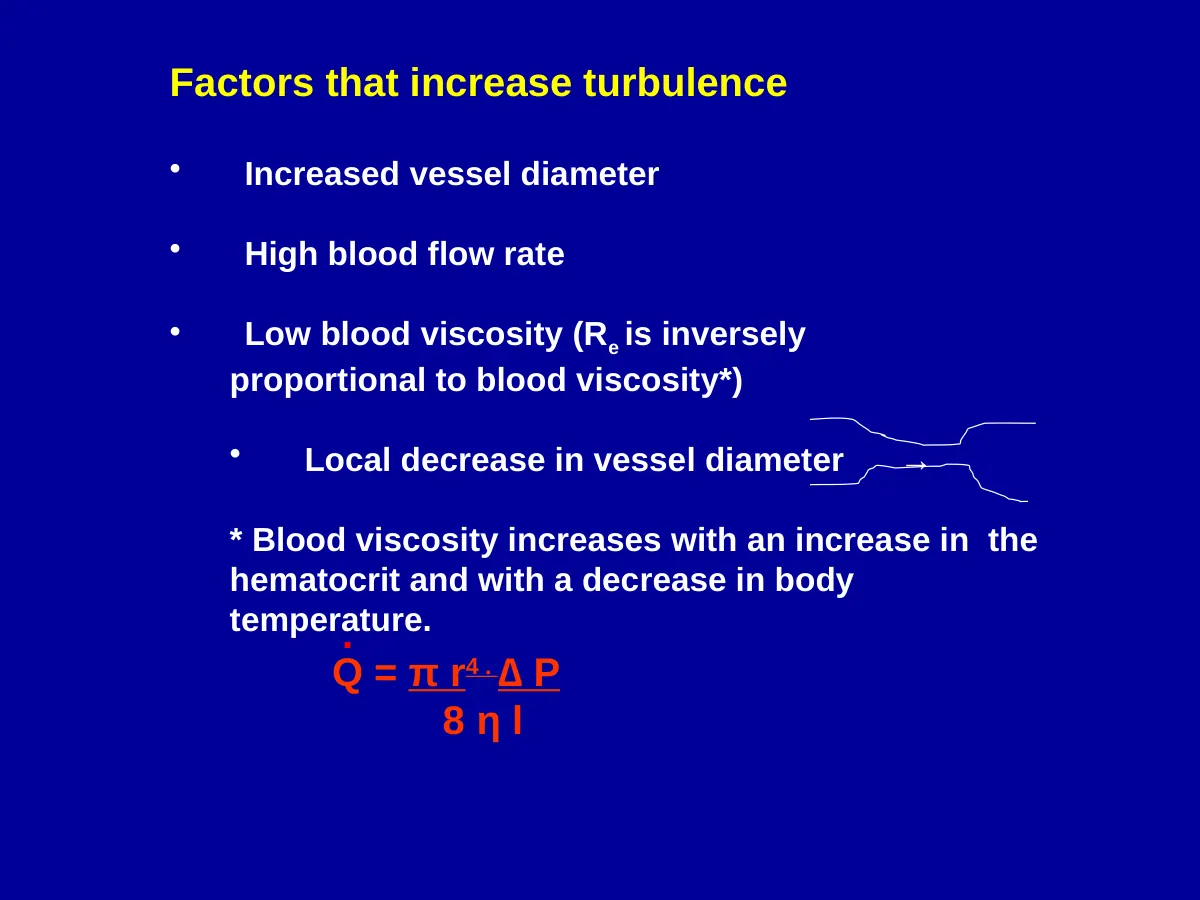 Factors that increase turbulence
• Increased vessel diameter
• High blood flow rate
• Low blood viscosity (Re is inversely
proportional to blood viscosity*)
• Local decrease in vessel diameter
→
* Blood viscosity increases with an increase in  the
hematocrit and with a decrease in body
temperature.
Q̇ = π r⁴ · Δ P
8 η l